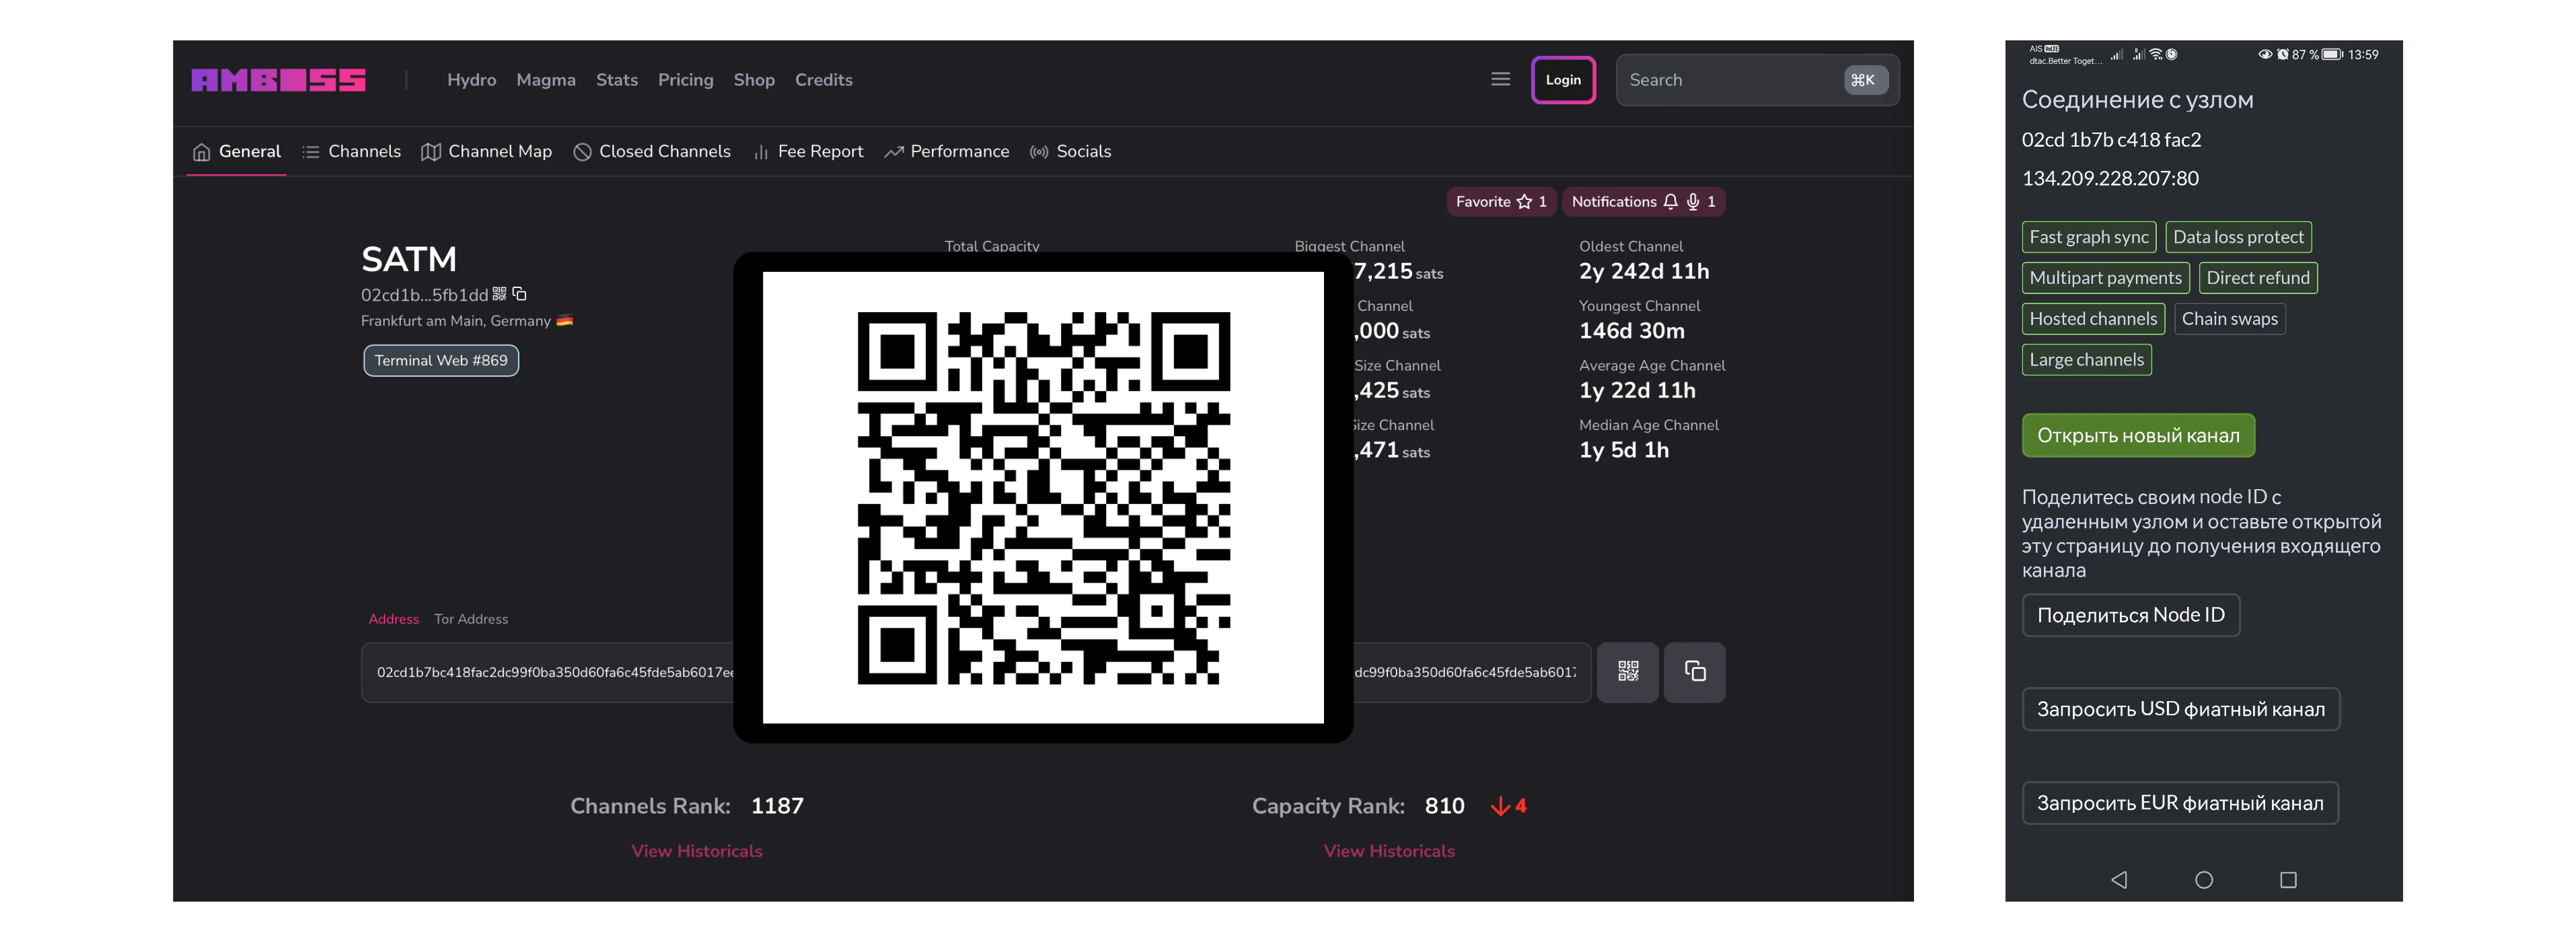 AMBOSS
Hydro Magma Stats Pricing Shop Credits
Login
Search
⌘K
General Channels Channel Map Closed Channels Fee Report Performance Socials
Favorite 1
Notifications 1
SATM
02cd1b...5fb1dd
Frankfurt am Main, Germany
Terminal Web #869
Total Capacity
Biggest Channel
7,215 sats
Channel
,000 sats
Size Channel
,425 sats
Size Channel
,471 sats
Oldest Channel
2y 242d 11h
Youngest Channel
146d 30m
Average Age Channel
1y 22d 11h
Median Age Channel
1y 5d 1h
Address Tor Address
02cd1b7bc418fac2dc99f0ba350d60fa6c45fde5ab6017ee
dc99f0ba350d60fa6c45fde5ab6017
Channels Rank: 1187
View Historicals
Capacity Rank: 810 4
View Historicals
AIS VoLTE
dtac.Better Toget...
87 % 13:59
Соединение с узлом
02cd 1b7b c418 fac2
134.209.228.207:80
Fast graph sync Data loss protect
Multipart payments Direct refund
Hosted channels Chain swaps
Large channels
Открыть новый канал
Поделитесь своим node ID с
удаленным узлом и оставьте открытой
эту страницу до получения входящего
канала
Поделиться Node ID
Запросить USD фиатный канал
Запросить EUR фиатный канал